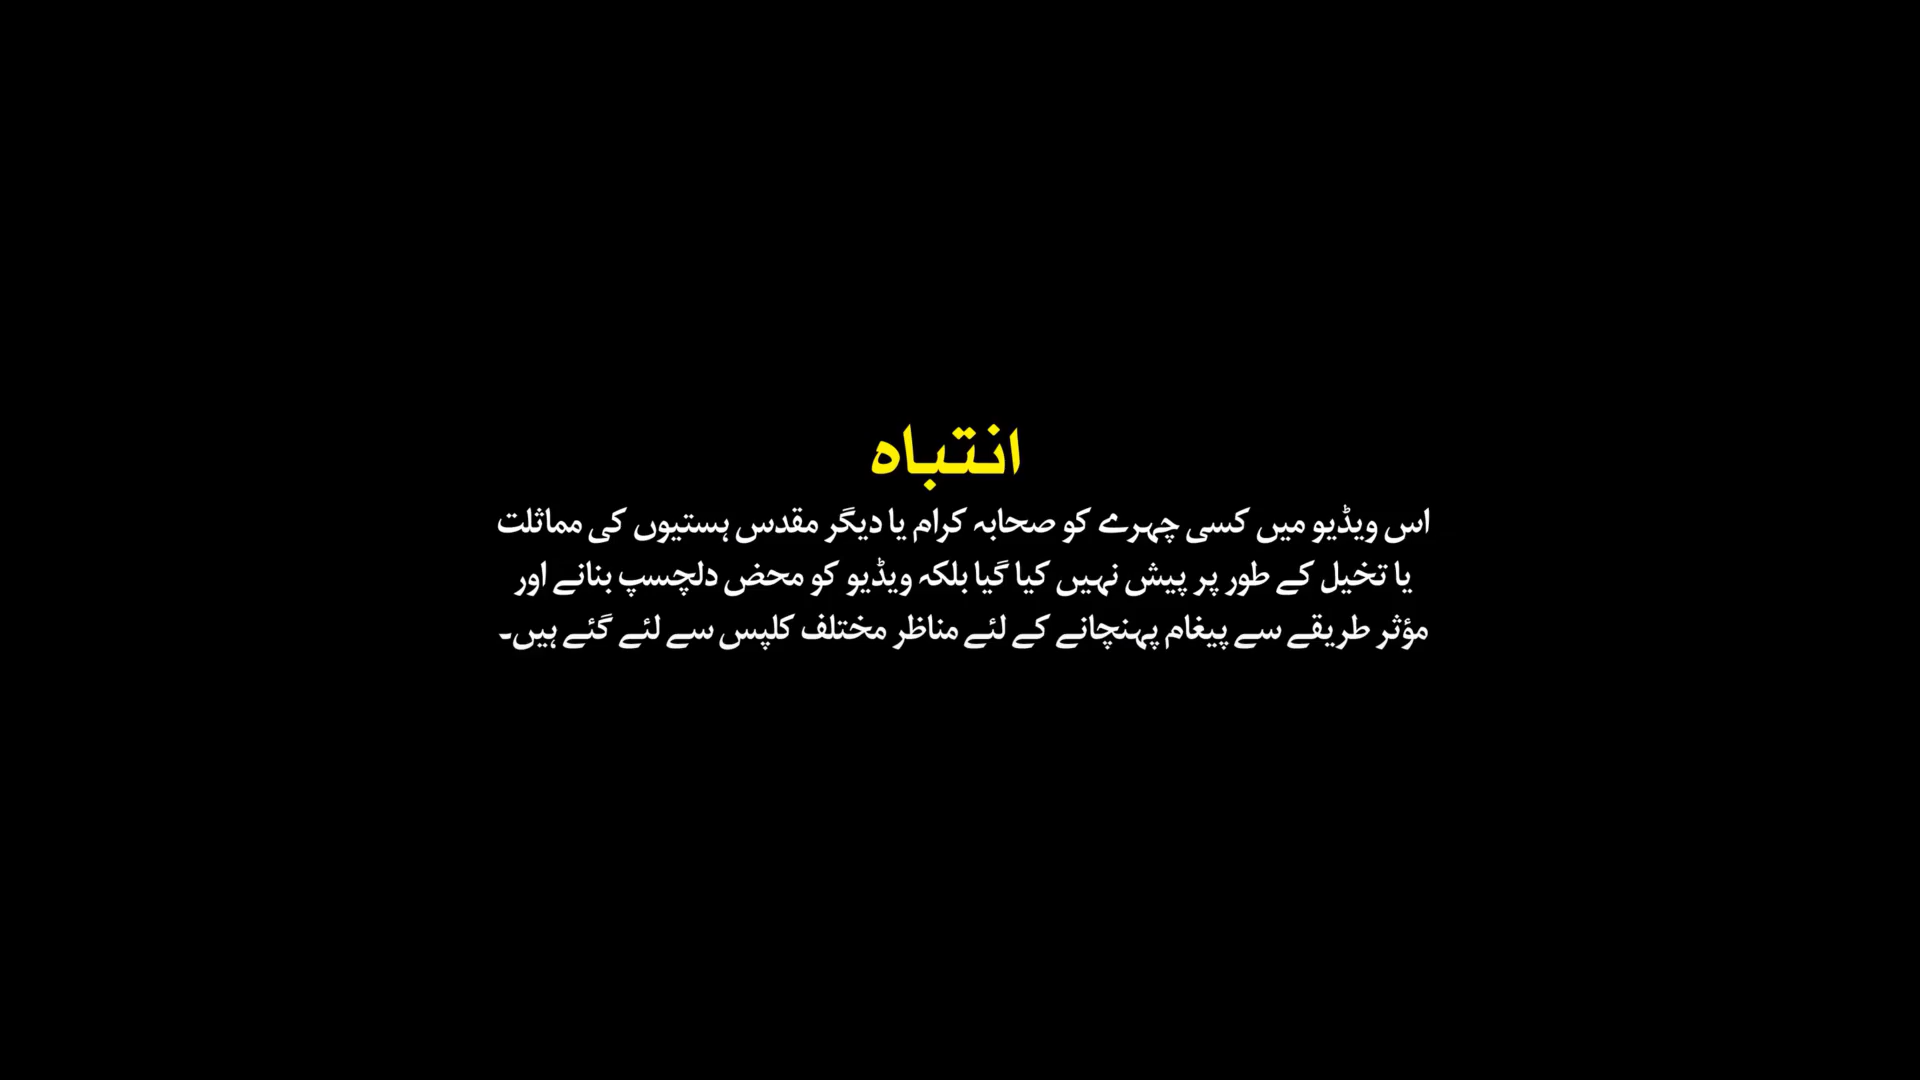 انتباہ
اس ویڈیو میں کسی چہرے کو صحابہ کرام یا دیگر مقدس ہستیوں کی مماثلت
یا تخیل کے طور پر پیش نہیں کیا گیا بلکہ ویڈیو کو محض دلچسپ بنانے اور
مؤثر طریقے سے پیغام پہنچانے کے لئے مناظر مختلف کلپس سے لئے گئے ہیں۔